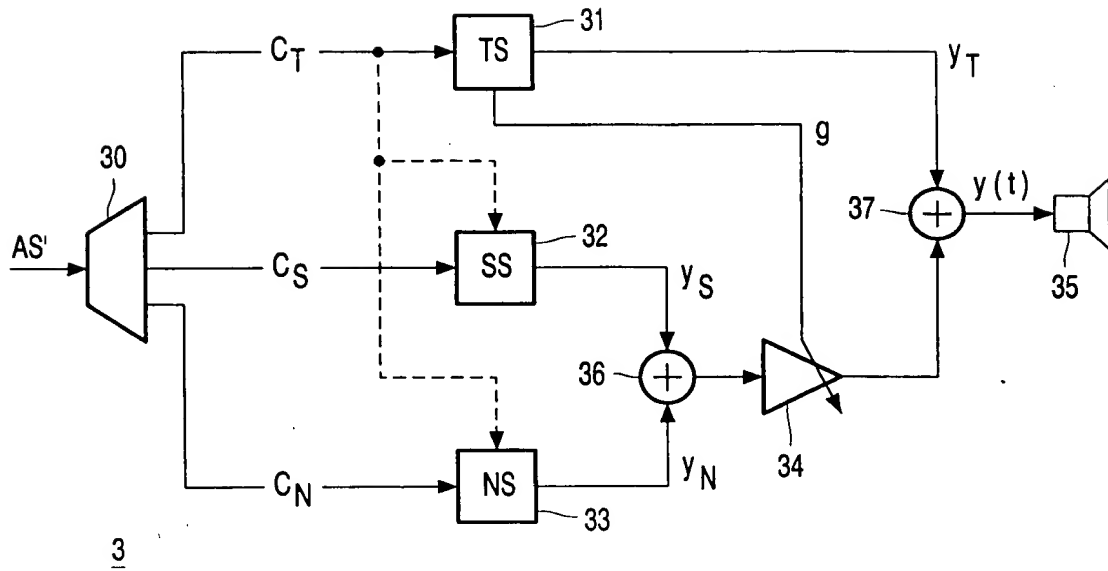 31
C_T
TS
y_T
30
g
AS'
37
+
y(t)
35
32
C_S
SS
y_S
36
+
34
C_N
NS
y_N
33
3